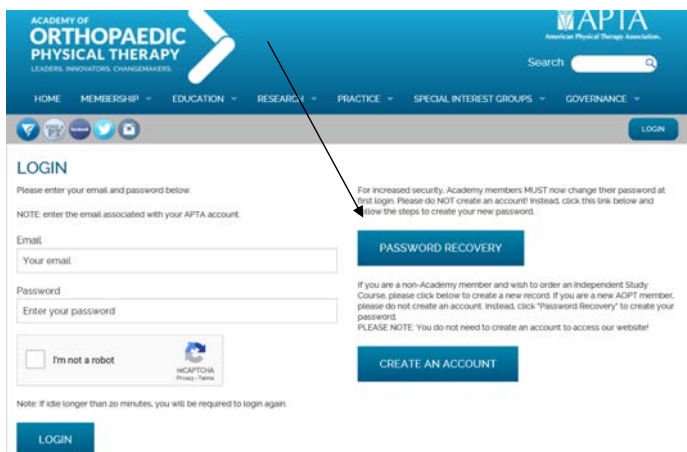 ACADEMY OF
ORTHOPAEDIC
PHYSICAL THERAPY
LEADERS. INNOVATORS. CHANGEMAKERS.
APTA
American Physical Therapy Association.
Search
HOME MEMBERSHIP EDUCATION RESEARCH PRACTICE SPECIAL INTEREST GROUPS GOVERNANCE
facebook
LOGIN
LOGIN
Please enter your email and password below.
NOTE: enter the email associated with your APTA account.
Email
Your email
Password
Enter your password
I'm not a robot
reCAPTCHA
Privacy - Terms
Note: If idle longer than 20 minutes, you will be required to login again.
LOGIN
For increased security, Academy members MUST now change their password at
first login. Please do NOT create an account! Instead, click this link below and
follow the steps to create your new password.
PASSWORD RECOVERY
If you are a non-Academy member and wish to order an Independent Study
Course, please click below to create a new record. If you are a new AOPT member,
please do not create an account. Instead, click "Password Recovery" to create your
password.
PLEASE NOTE: You do not need to create an account to access our website!
CREATE AN ACCOUNT